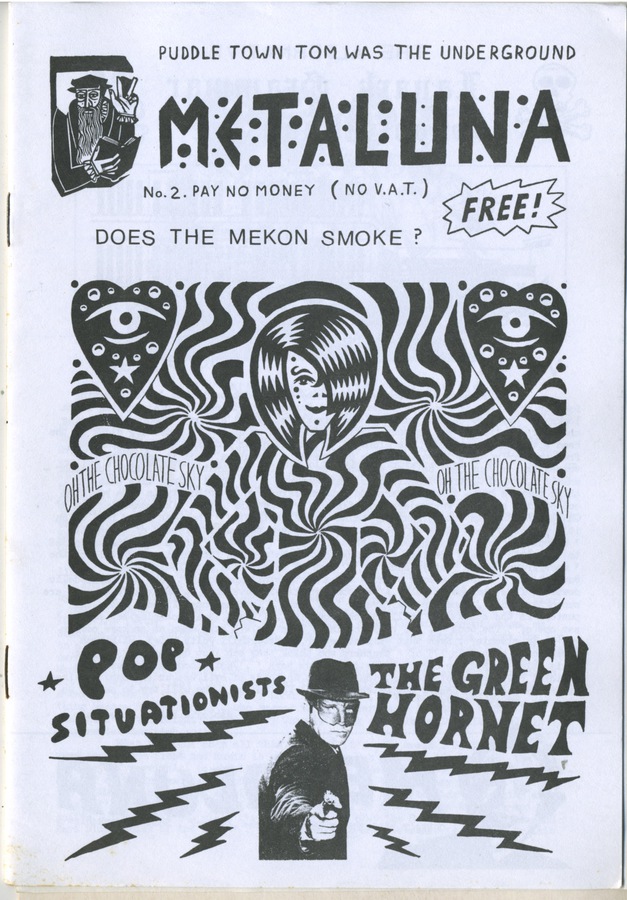 PUDDLE TOWN TOM WAS THE UNDERGROUND
METALUNA
No. 2. PAY NO MONEY (NO V.A.T.)
FREE!
DOES THE MEKON SMOKE?
OH THE CHOCOLATE SKY
OH THE CHOCOLATE SKY
POP
SITUATIONISTS
THE GREEN
HORNET